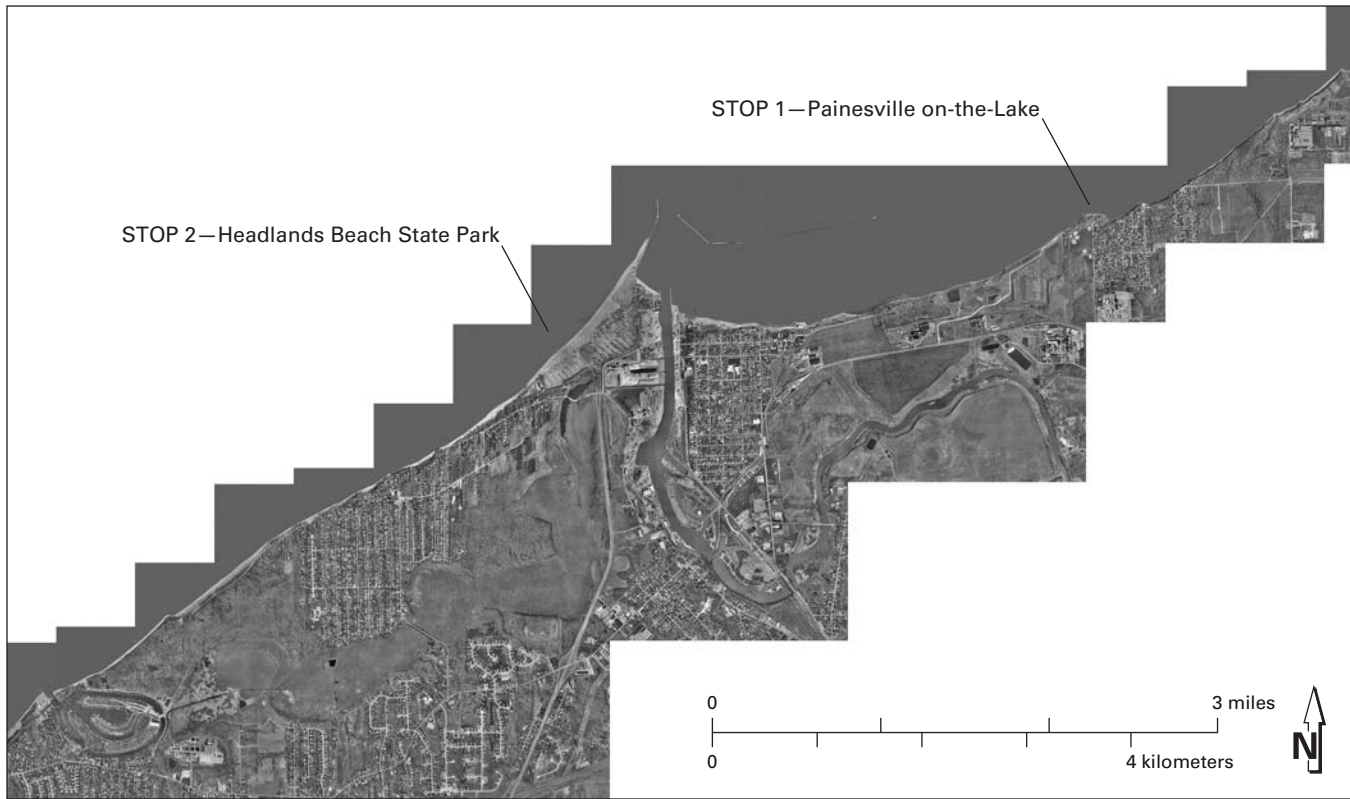 STOP 1—Painesville on-the-Lake
STOP 2—Headlands Beach State Park
0 3 miles
0 4 kilometers
N